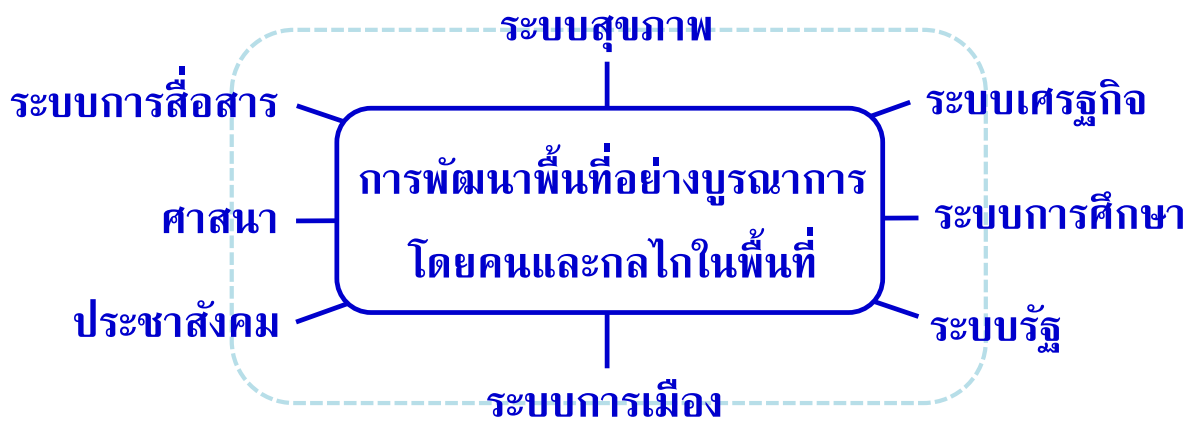 ระบบสุขภาพ
ระบบการสื่อสาร
ระบบเศรฐกิจ
การพัฒนาพื้นที่อย่างบูรณาการ
โดยคนและกลไกในพื้นที่
ศาสนา
ระบบการศึกษา
ประชาสังคม
ระบบรัฐ
ระบบการเมือง